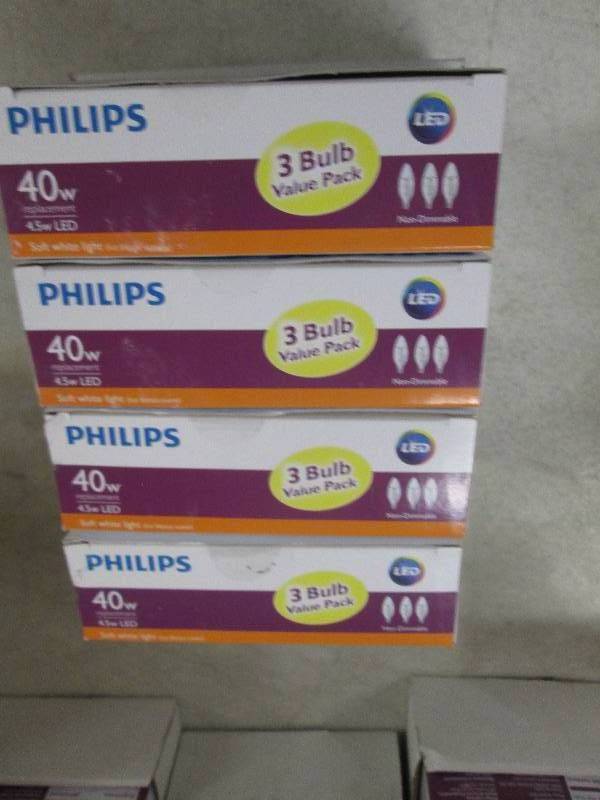 PHILIPS
LED
3 Bulb
Value Pack
40w
replacement
4.5w LED
Non-Dimmable
Soft white light
PHILIPS
LED
3 Bulb
Value Pack
40w
replacement
4.5w LED
Non-Dimmable
Soft white light
PHILIPS
LED
3 Bulb
Value Pack
40w
replacement
4.5w LED
Non-Dimmable
Soft white light
PHILIPS
LED
3 Bulb
Value Pack
40w
replacement
4.5w LED
Non-Dimmable
Soft white light